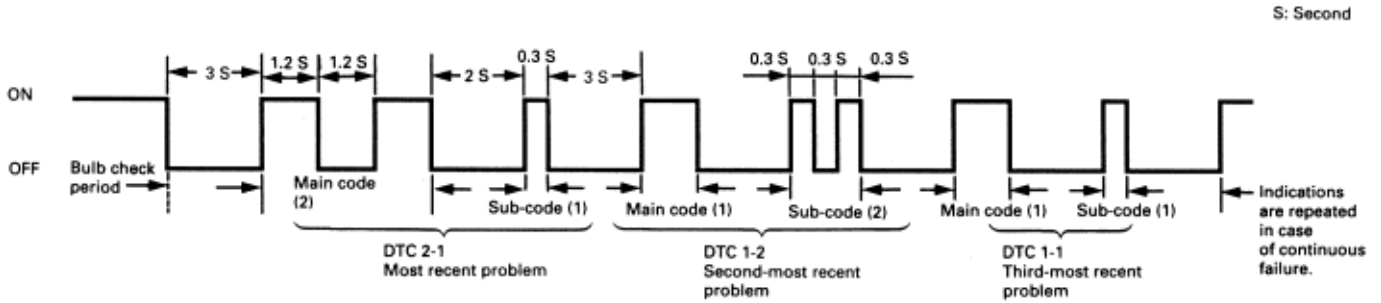 S: Second
3 S
1.2 S
1.2 S
2 S
0.3 S
3 S
0.3 S
0.3 S
0.3 S
ON
OFF
Bulb check
period
Main code
(2)
Sub-code (1)
Main code (1)
Sub-code (2)
Main code (1)
Sub-code (1)
Indications
are repeated
in case
of continuous
failure.
DTC 2-1
Most recent problem
DTC 1-2
Second-most recent
problem
DTC 1-1
Third-most recent
problem